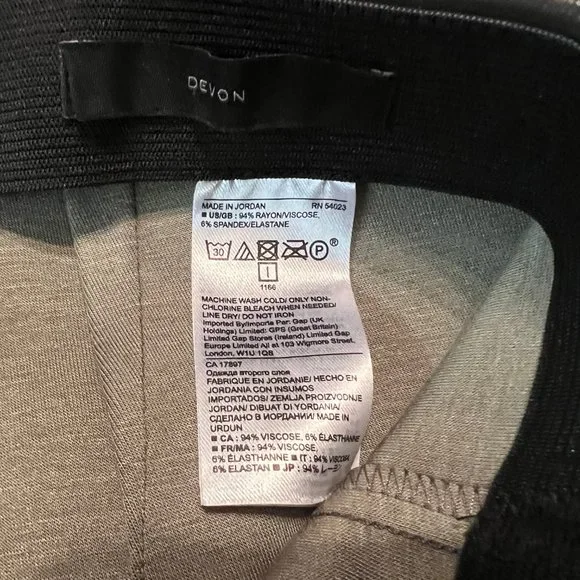 DEVON
MADE IN JORDAN RN 54023
■ US/GB : 94% RAYON/VISCOSE,
6% SPANDEX/ELASTANE
30 P ®
I
1166
MACHINE WASH COLD/ ONLY NON-
CHLORINE BLEACH WHEN NEEDED/
LINE DRY/ DO NOT IRON
Imported By/Importe Par: Gap (UK
Holdings) Limited: GPS (Great Britain)
Limited Gap Stores (Ireland) Limited Gap
Europe Limited All at 103 Wigmore Street,
London, W1U 1QS
CA 17897
Одежда второго слоя
FABRIQUE EN JORDANIE/ HECHO EN
JORDANIA CON INSUMOS
IMPORTADOS/ ZEMLJA PROIZVODNJE
JORDAN/ DIBUAT DI YORDANIA/
СДЕЛАНО В ИОРДАНИИ/ MADE IN
URDUN
■ CA : 94% VISCOSE, 6% ÉLASTHANNE
■ FR/MA : 94% VISCOSE,
6% ÉLASTHANNE ■ IT : 94% VISCOSA
6% ELASTAN ■ JP : 94% レーヨン